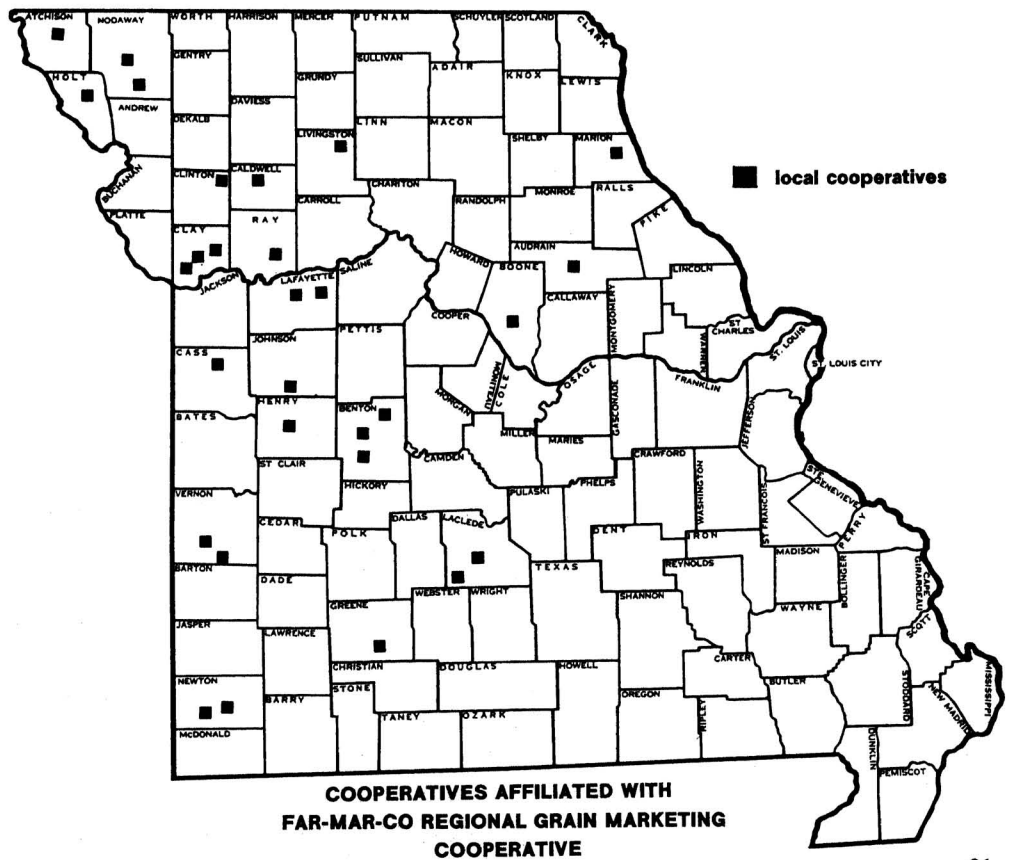 ATCHISON
NODAWAY
WORTH
HARRISON
MERCER
PUTNAM
SCHUYLER
SCOTLAND
CLARK
GENTRY
SULLIVAN
ADAIR
HOLT
GRUNDY
KNOX
LEWIS
ANDREW
DAVIESS
DEKALB
LINN
MACON
LIVINGSTON
SHELBY
MARION
BUCHANAN
CLINTON
CALDWELL
CHARITON
local cooperatives
RALLS
MONROE
PLATTE
CARROLL
RANDOLPH
RAY
PIKE
CLAY
AUDRAIN
HOWARD
BOONE
SALINE
LINCOLN
JACKSON
LAFAYETTE
CALLAWAY
MONTGOMERY
COOPER
PETTIS
ST CHARLES
WARREN
ST. LOUIS
JOHNSON
CASS
ST. LOUIS CITY
MONITEAU
COLE
OSAGE
FRANKLIN
MORGAN
GASCONADE
JEFFERSON
HENRY
BENTON
BATES
MILLER
MARIES
CAMDEN
CRAWFORD
ST CLAIR
PHELPS
WASHINGTON
STE GENEVIEVE
HICKORY
PULASKI
VERNON
ST FRANCOIS
PERRY
DALLAS
LACLEDE
CEDAR
POLK
DENT
IRON
MADISON
BARTON
REYNOLDS
TEXAS
BOLLINGER
CAPE GIRARDEAU
DADE
WEBSTER
WRIGHT
SHANNON
GREENE
WAYNE
JASPER
SCOTT
LAWRENCE
CARTER
CHRISTIAN
DOUGLAS
HOWELL
MISSISSIPPI
NEWTON
STONE
BUTLER
STODDARD
OREGON
NEW MADRID
BARRY
RIPLEY
TANEY
OZARK
McDONALD
DUNKLIN
PEMISCOT
COOPERATIVES AFFILIATED WITH
FAR-MAR-CO REGIONAL GRAIN MARKETING
COOPERATIVE